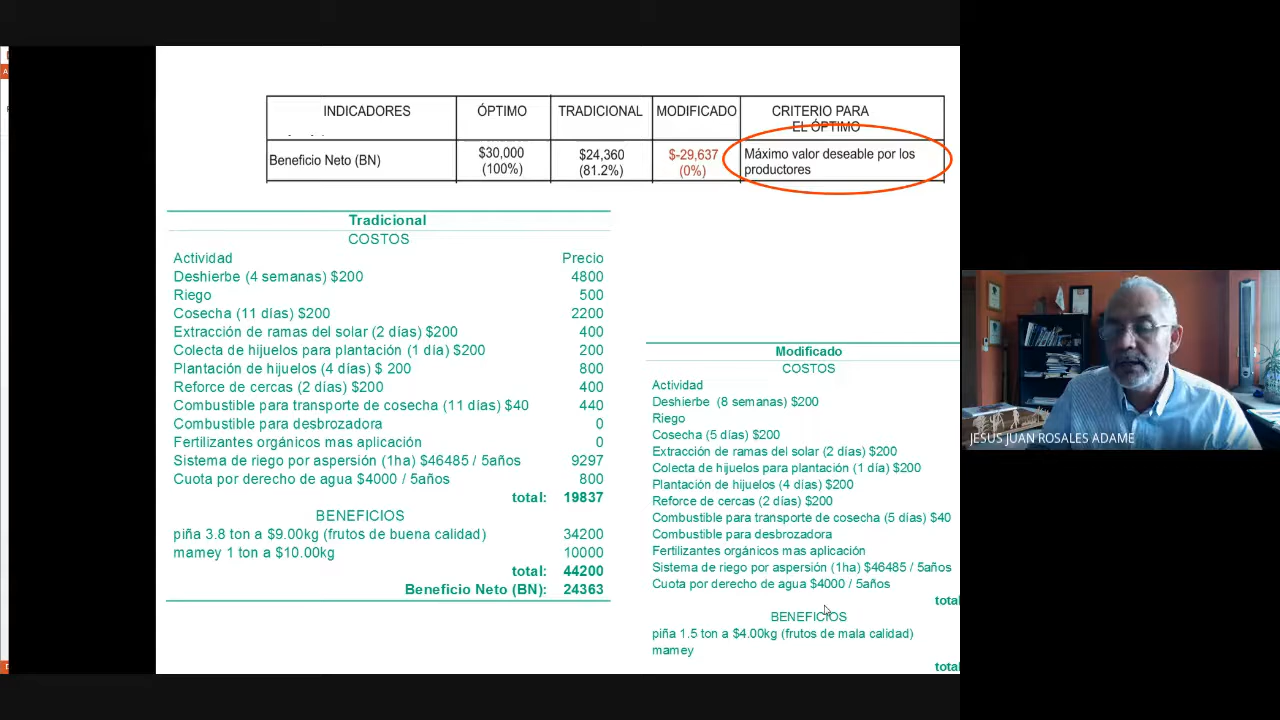 INDICADORES ÓPTIMO TRADICIONAL MODIFICADO CRITERIO PARA
EL ÓPTIMO
Beneficio Neto (BN) $30,000 $24,360 $-29,637 Máximo valor deseable por los
(100%) (81.2%) (0%) productores
Tradicional
COSTOS
Actividad Precio
Deshierbe (4 semanas) $200 4800
Riego 500
Cosecha (11 días) $200 2200
Extracción de ramas del solar (2 días) $200 400
Colecta de hijuelos para plantación (1 día) $200 200
Plantación de hijuelos (4 días) $ 200 800
Reforce de cercas (2 días) $200 400
Combustible para transporte de cosecha (11 días) $40 440
Combustible para desbrozadora 0
Fertilizantes orgánicos mas aplicación 0
Sistema de riego por aspersión (1ha) $46485 / 5años 9297
Cuota por derecho de agua $4000 / 5años 800
total: 19837
BENEFICIOS
piña 3.8 ton a $9.00kg (frutos de buena calidad) 34200
mamey 1 ton a $10.00kg 10000
total: 44200
Beneficio Neto (BN): 24363
Modificado
COSTOS
Actividad
Deshierbe (8 semanas) $200
Riego
Cosecha (5 días) $200
Extracción de ramas del solar (2 días) $200
Colecta de hijuelos para plantación (1 día) $200
Plantación de hijuelos (4 días) $200
Reforce de cercas (2 días) $200
Combustible para transporte de cosecha (5 días) $40
Combustible para desbrozadora
Fertilizantes orgánicos mas aplicación
Sistema de riego por aspersión (1ha) $46485 / 5años
Cuota por derecho de agua $4000 / 5años
total
BENEFICIOS
piña 1.5 ton a $4.00kg (frutos de mala calidad)
mamey
total
JESUS JUAN ROSALES ADAME